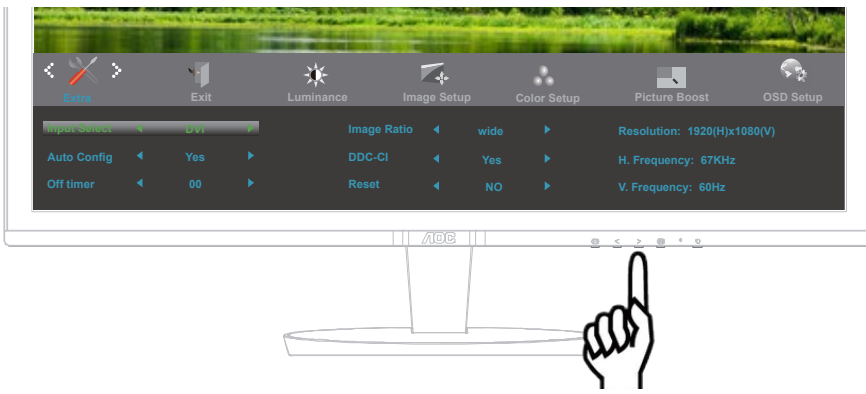 Extra Exit Luminance Image Setup Color Setup Picture Boost OSD Setup
Input Select DVI Image Ratio wide Resolution: 1920(H)x1080(V)
Auto Config Yes DDC-CI Yes H. Frequency: 67KHz
Off timer 00 Reset NO V. Frequency: 60Hz
AOC